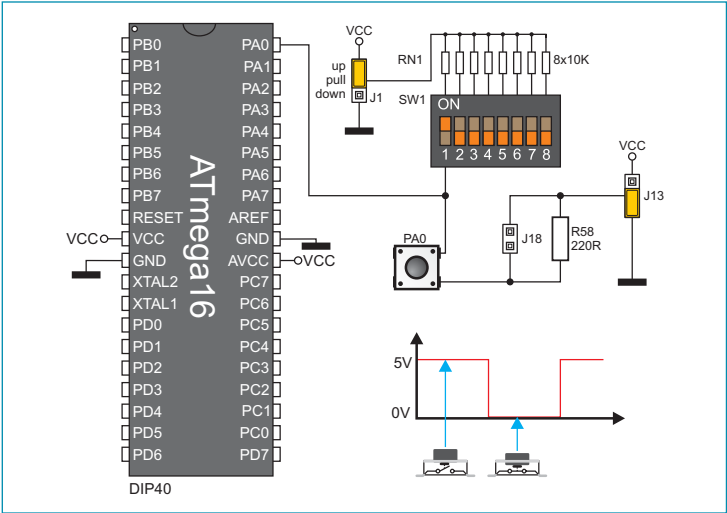 PB0 PA0
PB1 PA1
PB2 PA2
PB3 PA3
PB4 PA4
PB5 PA5
PB6 PA6
PB7 PA7
RESET AREF
VCC VCC GND
GND AVCC VCC
XTAL2 PC7
XTAL1 PC6
PD0 PC5
PD1 PC4
PD2 PC3
PD3 PC2
PD4 PC1
PD5 PC0
PD6 PD7
ATmega16
DIP40
VCC
up
pull
down
J1
RN1
8x10K
SW1
ON
1 2 3 4 5 6 7 8
VCC
J13
PA0
J18
R58
220R
5V
0V